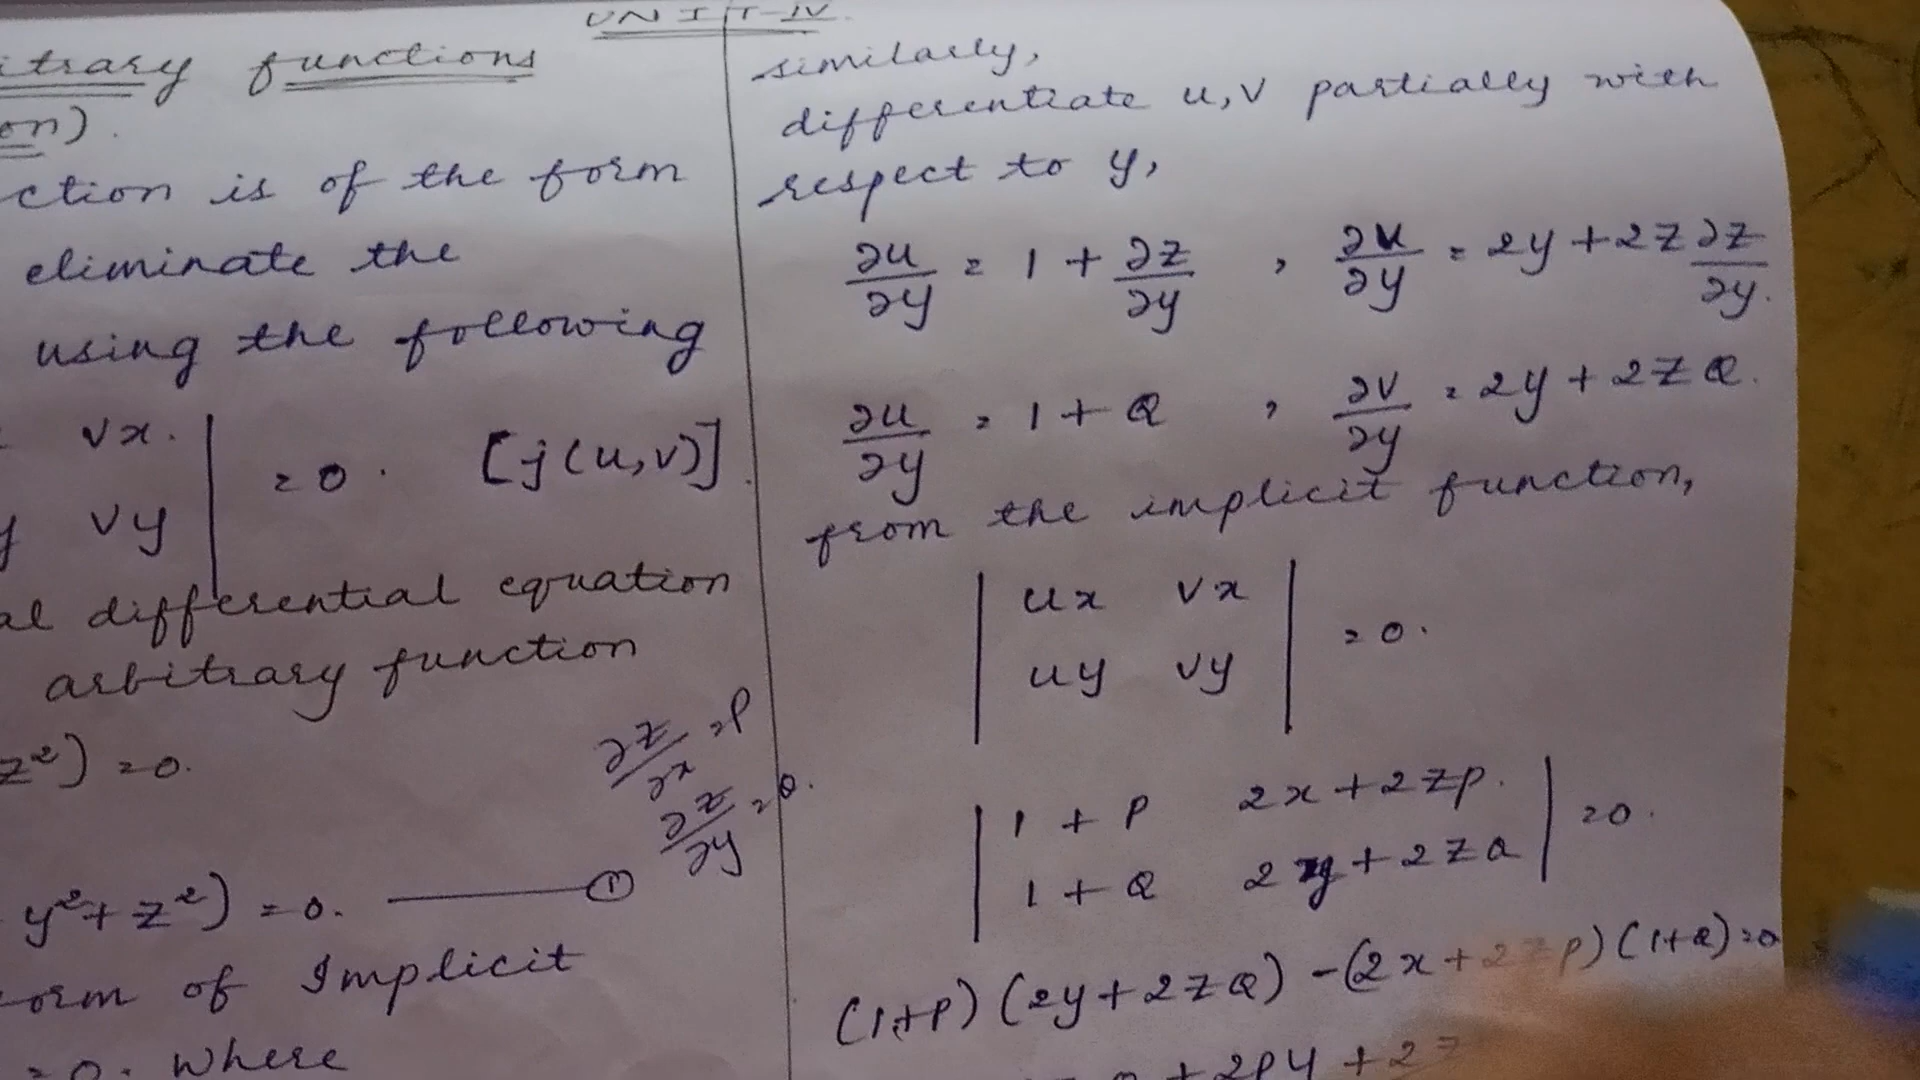 UNIT-IV
itrary functions
on).
ction is of the form
eliminate the
using the following
vx.
= 0. [j(u,v)]
y vy
al differential equation
arbitrary function
z²) = 0.
∂z/∂x = P
∂z/∂y = Q.
y² + z²) = 0. ——— ①
orm of Implicit
= 0. Where
similarly,
differentiate u, v partially with
respect to y,
∂u/∂y = 1 + ∂z/∂y , ∂v/∂y = 2y + 2z ∂z/∂y.
∂u/∂y = 1 + Q , ∂v/∂y = 2y + 2zQ.
from the implicit function,
| ux vx |
| uy vy | = 0.
| 1 + P 2x + 2zp. |
| 1 + Q 2y + 2zQ | = 0.
(1+P) (2y + 2zQ) - (2x + 2zp) (1+Q) = 0
+ 2py + 2z